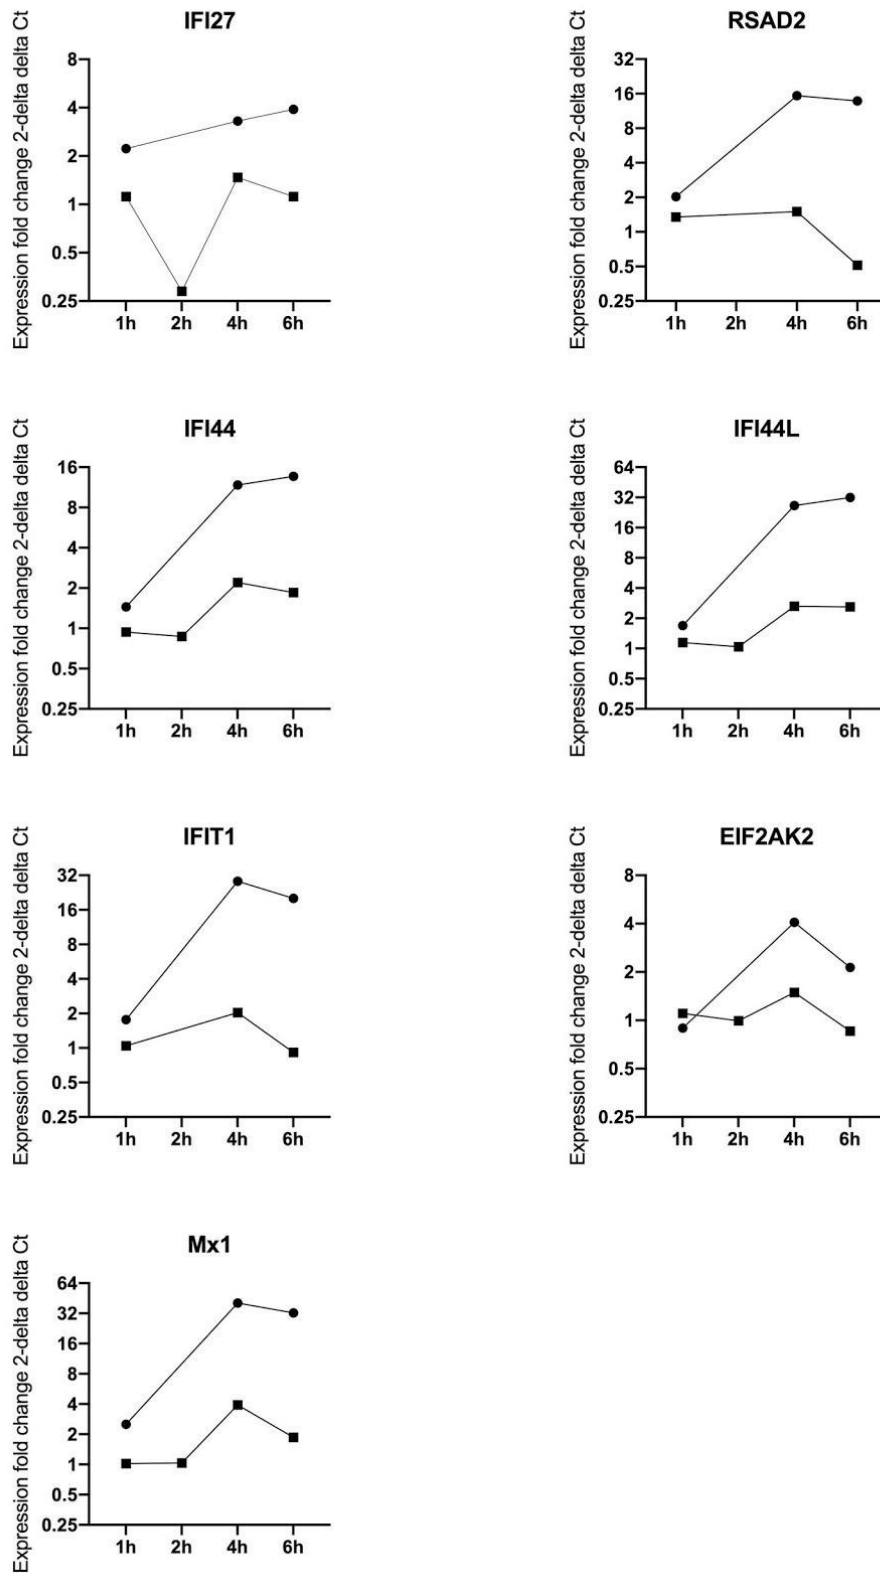 IFI27
Expression fold change 2-delta delta Ct
8
4
2
1
0.5
0.25
1h 2h 4h 6h
RSAD2
Expression fold change 2-delta delta Ct
32
16
8
4
2
1
0.5
0.25
1h 2h 4h 6h
IFI44
Expression fold change 2-delta delta Ct
16
8
4
2
1
0.5
0.25
1h 2h 4h 6h
IFI44L
Expression fold change 2-delta delta Ct
64
32
16
8
4
2
1
0.5
0.25
1h 2h 4h 6h
IFIT1
Expression fold change 2-delta delta Ct
32
16
8
4
2
1
0.5
0.25
1h 2h 4h 6h
EIF2AK2
Expression fold change 2-delta delta Ct
8
4
2
1
0.5
0.25
1h 2h 4h 6h
Mx1
Expression fold change 2-delta delta Ct
64
32
16
8
4
2
1
0.5
0.25
1h 2h 4h 6h